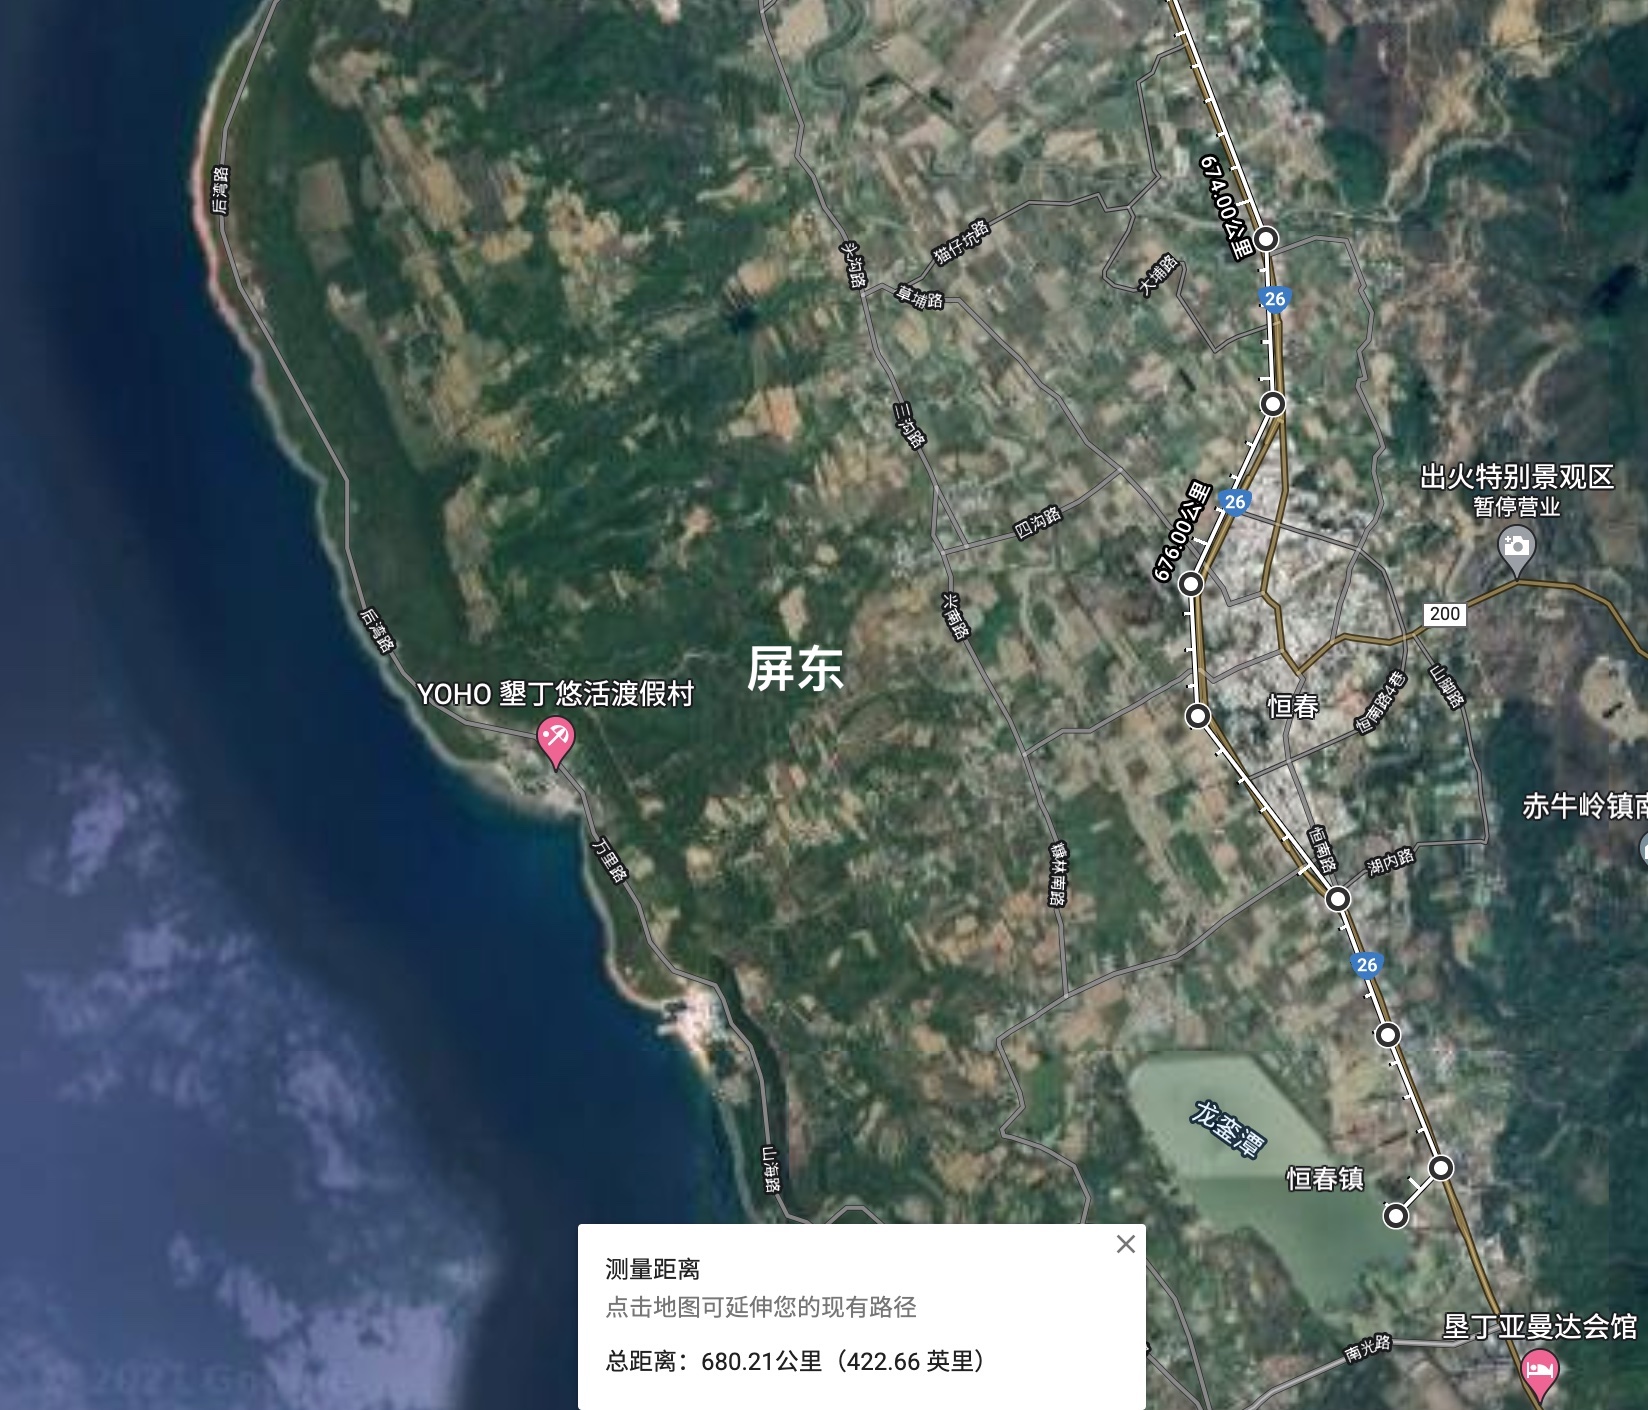 后湾路
674.00公里
猫仔坑路
头沟路
大埔路
草埔路
26
三沟路
出火特别景观区
暂停营业
676.00公里
26
四沟路
200
兴南路
后湾路
屏东
YOHO 墾丁悠活渡假村
恒春
恒南路4巷
山脚路
赤牛岭镇南
恒南路
湖内路
万里路
糠林南路
26
龙銮潭
恒春镇
山海路
测量距离
点击地图可延伸您的现有路径
总距离：680.21公里（422.66 英里）
垦丁亚曼达会馆
南光路